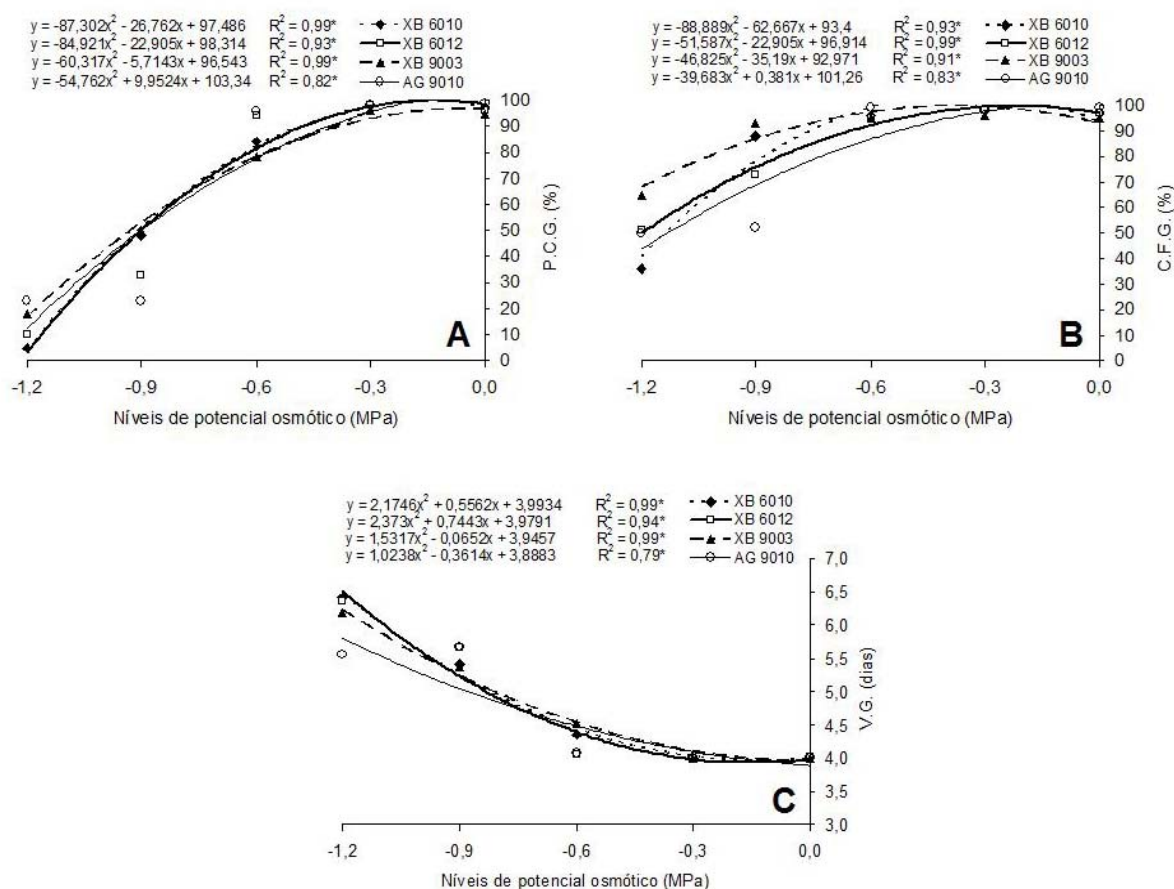 y = -87,302x² - 26,762x + 97,486 R² = 0,99* XB 6010
y = -84,921x² - 22,905x + 98,314 R² = 0,93* XB 6012
y = -60,317x² - 5,7143x + 96,543 R² = 0,99* XB 9003
y = -54,762x² + 9,9524x + 103,34 R² = 0,82* AG 9010
100
90
80
70
60
50
40
30
20
10
0
P.C.G. (%)
A
-1,2 -0,9 -0,6 -0,3 0,0
Níveis de potencial osmótico (MPa)
y = -88,889x² - 62,667x + 93,4 R² = 0,93* XB 6010
y = -51,587x² - 22,905x + 96,914 R² = 0,99* XB 6012
y = -46,825x² - 35,19x + 92,971 R² = 0,91* XB 9003
y = -39,683x² + 0,381x + 101,26 R² = 0,83* AG 9010
100
90
80
70
60
50
40
30
20
10
0
C.F.G. (%)
B
-1,2 -0,9 -0,6 -0,3 0,0
Níveis de potencial osmótico (MPa)
y = 2,1746x² + 0,5562x + 3,9934 R² = 0,99* XB 6010
y = 2,373x² + 0,7443x + 3,9791 R² = 0,94* XB 6012
y = 1,5317x² - 0,0652x + 3,9457 R² = 0,99* XB 9003
y = 1,0238x² - 0,3614x + 3,8883 R² = 0,79* AG 9010
7,0
6,5
6,0
5,5
5,0
4,5
4,0
3,5
3,0
V.G. (dias)
C
-1,2 -0,9 -0,6 -0,3 0,0
Níveis de potencial osmótico (MPa)